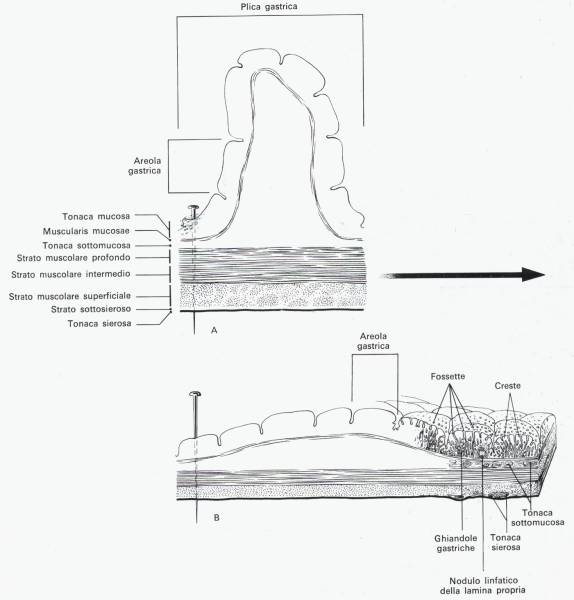 Plica gastrica
Areola
gastrica
Tonaca mucosa
Muscularis mucosae
Tonaca sottomucosa
Strato muscolare profondo
Strato muscolare intermedio
Strato muscolare superficiale
Strato sottosieroso
Tonaca sierosa
A
Areola
gastrica
Fossette
Creste
B
Tonaca
sottomucosa
Ghiandole
gastriche
Tonaca
sierosa
Nodulo linfatico
della lamina propria